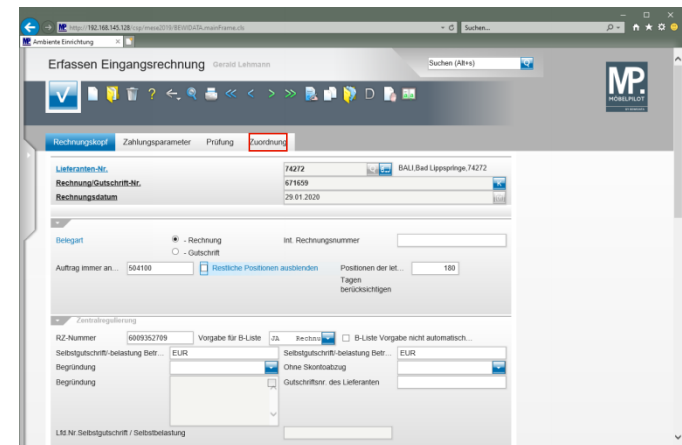 http://192.168.145.128/csp/mesa2015/BEWIDATA.mainFrame.cls
Suchen...
Ambiente Einrichtung
Erfassen Eingangsrechnung Gerald Lehmann
Suchen (Alt+s)
MP.
MÖBELPILOT
Rechnungskopf Zahlungsparameter Prüfung Zuordnung
Lieferanten-Nr. 74272 BALI,Bad Lippspringe,74272
Rechnung/Gutschrift-Nr. 671659
Rechnungsdatum 29.01.2020
Belegart - Rechnung Int. Rechnungsnummer
- Gutschrift
Auftrag immer an... 504100 Restliche Positionen ausblenden Positionen der let... 180
Tagen
berücksichtigen
Zentralregulierung
RZ-Nummer 6009352709 Vorgabe für B-Liste JA Rechnu B-Liste Vorgabe nicht automatisch...
Selbstgutschrift/-belastung Betr... EUR Selbstgutschrift/-belastung Betr... EUR
Begründung Ohne Skontoabzug
Begründung Gutschriftsnr. des Lieferanten
Lfd.Nr.Selbstgutschrift / Selbstbelastung